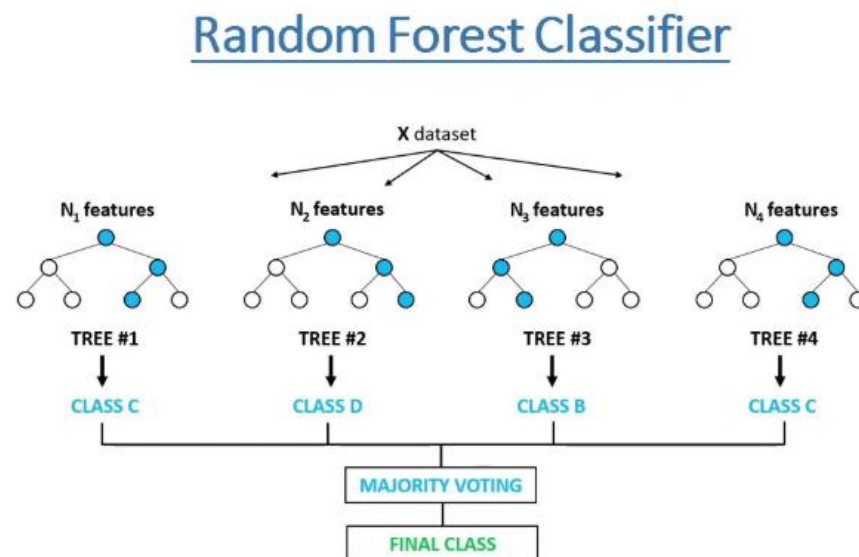 Random Forest Classifier
X dataset
N₁ features
N₂ features
N₃ features
N₄ features
TREE #1
TREE #2
TREE #3
TREE #4
CLASS C
CLASS D
CLASS B
CLASS C
MAJORITY VOTING
FINAL CLASS